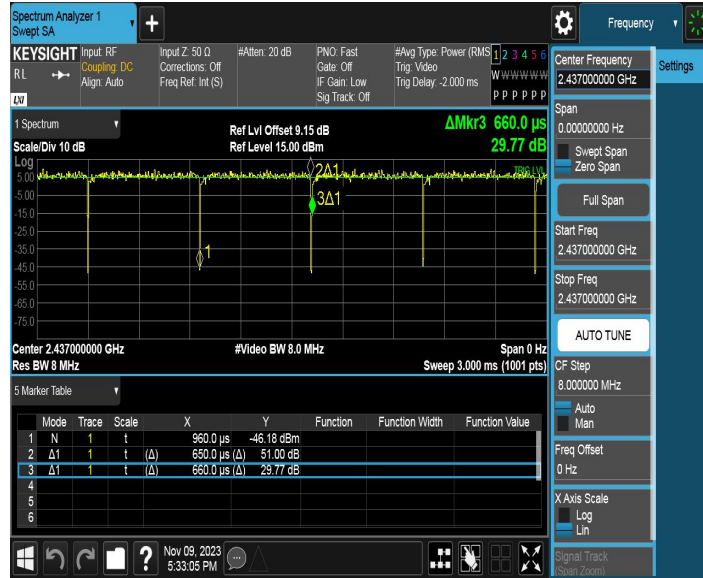 Spectrum Analyzer 1
Swept SA
Frequency
KEYSIGHT Input: RF Input Z: 50 Ω #Atten: 20 dB PNO: Fast #Avg Type: Power (RMS 1 2 3 4 5 6
RL Coupling: DC Corrections: Off Gate: Off Trig: Video W W W W W W
Align: Auto Freq Ref: Int (S) IF Gain: Low Trig Delay: -2.000 ms
Sig Track: Off P P P P P P
LXI
1 Spectrum
Ref Lvl Offset 9.15 dB
ΔMkr3 660.0 µs
Scale/Div 10 dB Ref Level 15.00 dBm 29.77 dB
Log
5.00
-5.00
-15.0
-25.0
-35.0
-45.0
-55.0
-65.0
-75.0
2Δ1
TRIG LVL
3Δ1
1
Center 2.437000000 GHz #Video BW 8.0 MHz Span 0 Hz
Res BW 8 MHz Sweep 3.000 ms (1001 pts)
5 Marker Table
Mode Trace Scale X Y Function Function Width Function Value
1 N 1 t 960.0 µs -46.18 dBm
2 Δ1 1 t (Δ) 650.0 µs (Δ) 51.00 dB
3 Δ1 1 t (Δ) 660.0 µs (Δ) 29.77 dB
4
5
6
?
Nov 09, 2023
5:33:05 PM
Center Frequency
2.437000000 GHz
Settings
Span
0.00000000 Hz
Swept Span
Zero Span
Full Span
Start Freq
2.437000000 GHz
Stop Freq
2.437000000 GHz
AUTO TUNE
CF Step
8.000000 MHz
Auto
Man
Freq Offset
0 Hz
X Axis Scale
Log
Lin
Signal Track
(Span Zoom)